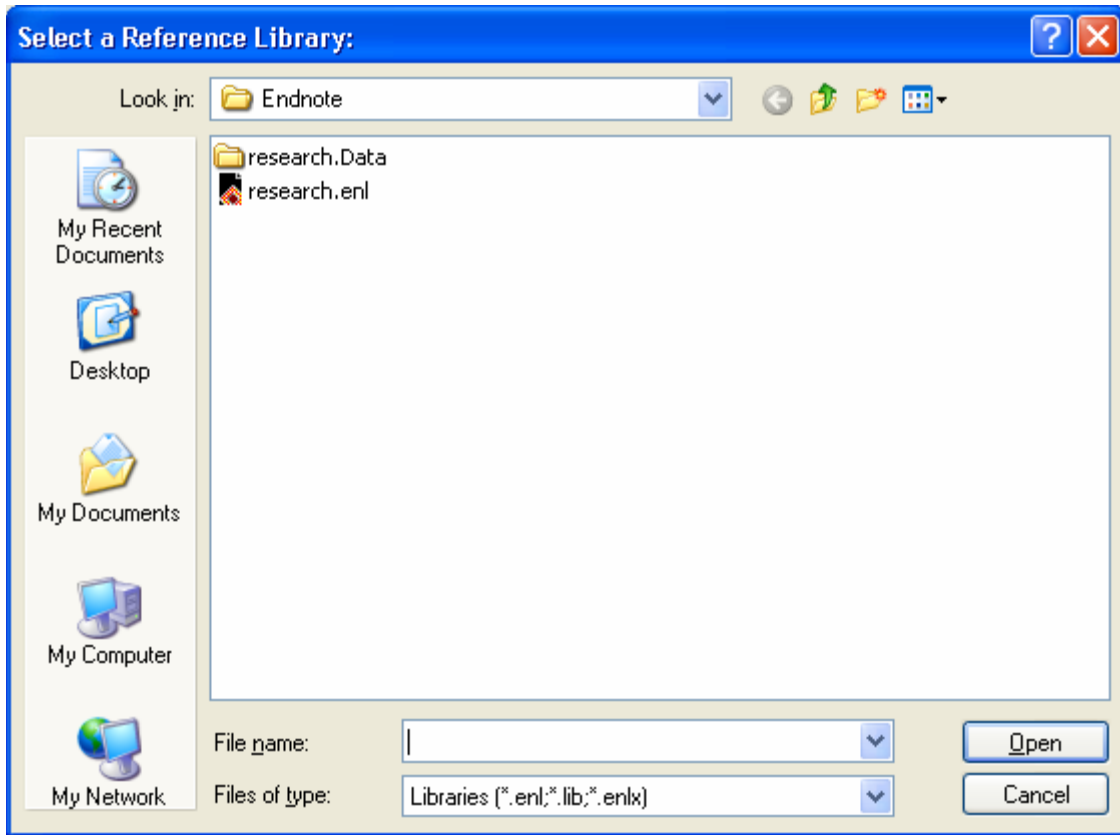 Select a Reference Library:
Look in: Endnote
research.Data
research.enl
My Recent
Documents
Desktop
My Documents
My Computer
My Network
File name:
Open
Files of type: Libraries (*.enl;*.lib;*.enlx)
Cancel